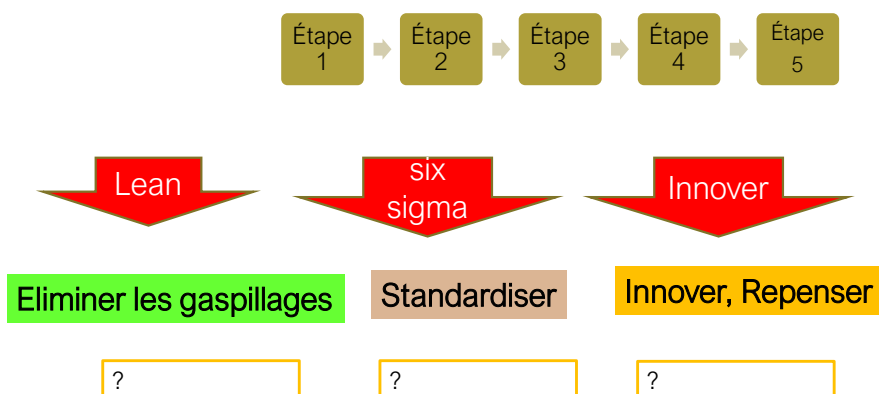 Étape
1
Étape
2
Étape
3
Étape
4
Étape
5
Lean
six
sigma
Innover
Eliminer les gaspillages
Standardiser
Innover, Repenser
?
?
?